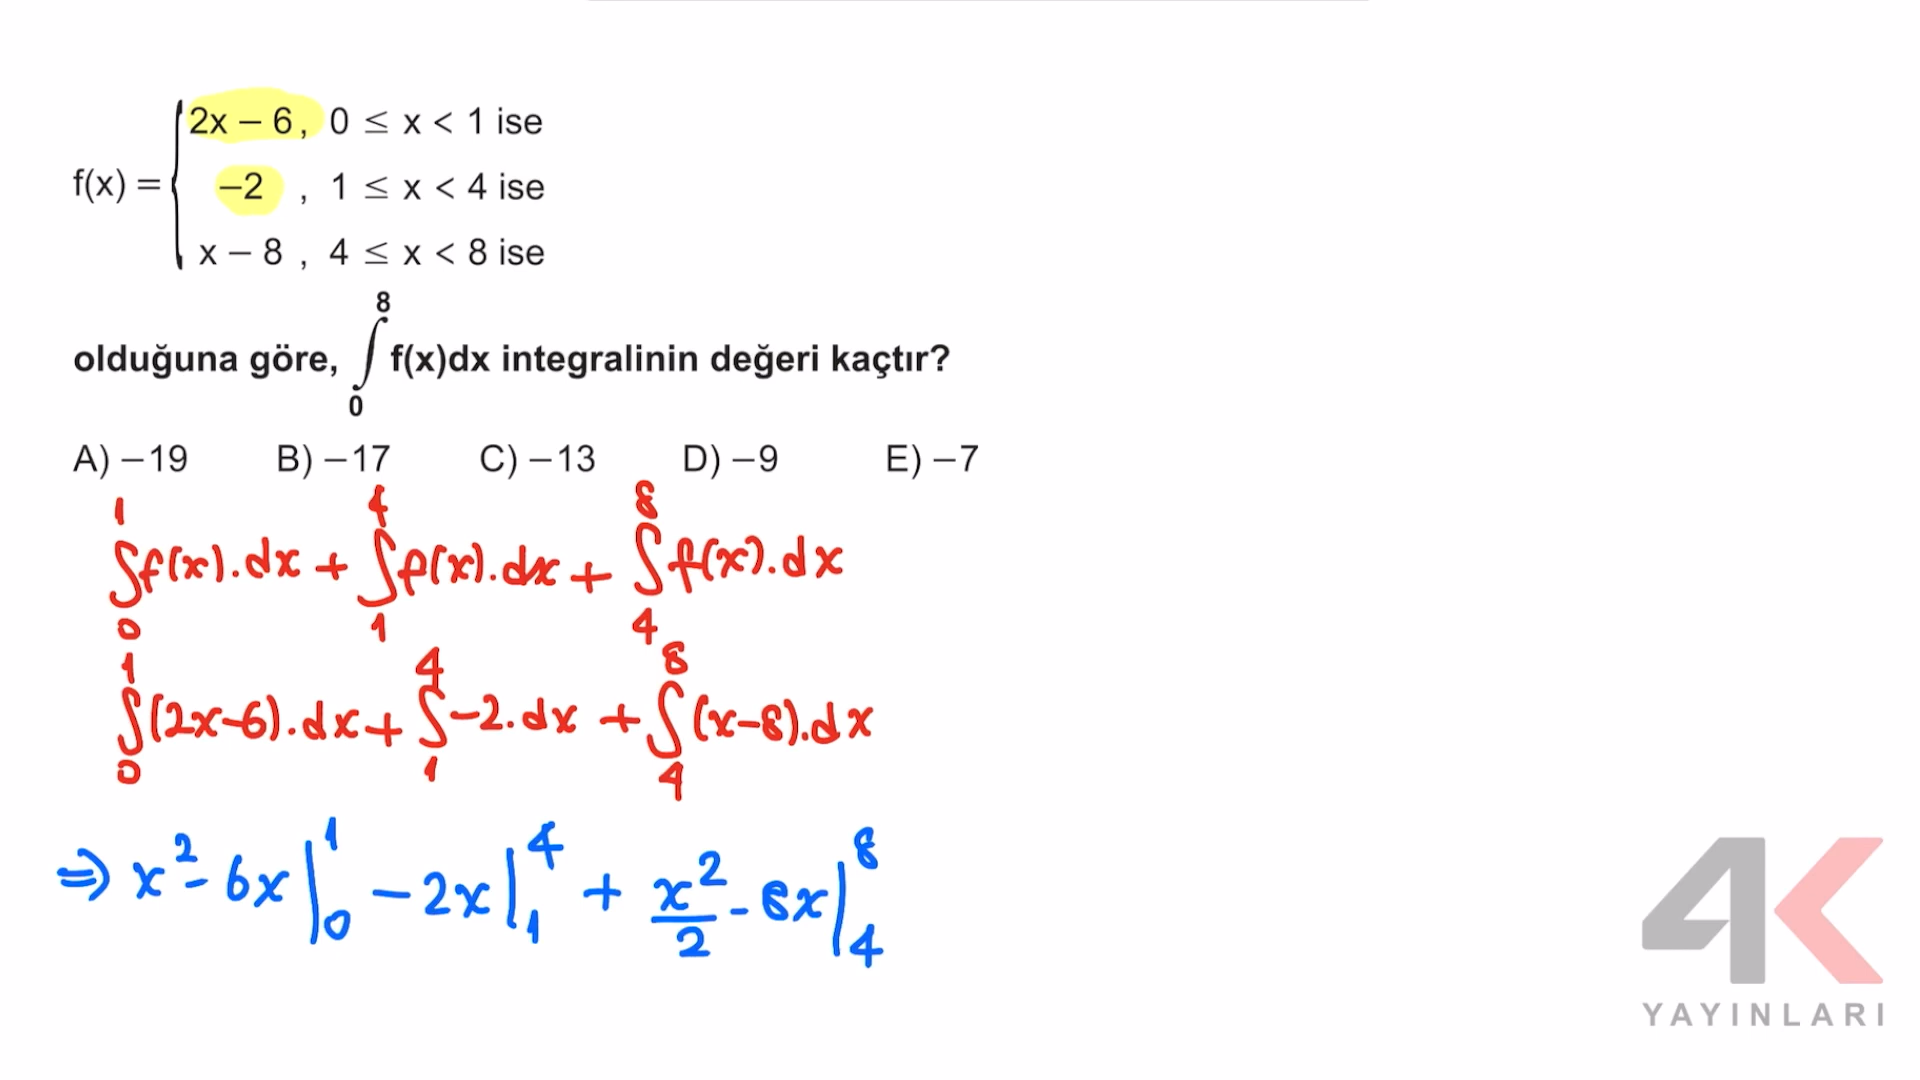 f(x) = { 2x – 6 , 0 ≤ x < 1 ise
–2 , 1 ≤ x < 4 ise
x – 8 , 4 ≤ x < 8 ise
olduğuna göre, ∫₀⁸ f(x)dx integralinin değeri kaçtır?
A) –19 B) –17 C) –13 D) –9 E) –7
∫₀¹ f(x).dx + ∫₁⁴ f(x).dx + ∫₄⁸ f(x).dx
∫₀¹ (2x-6).dx + ∫₁⁴ -2.dx + ∫₄⁸ (x-8).dx
⇒ x² - 6x |₀¹ - 2x |₁⁴ + x²/2 - 8x |₄⁸
4K
YAYINLARI